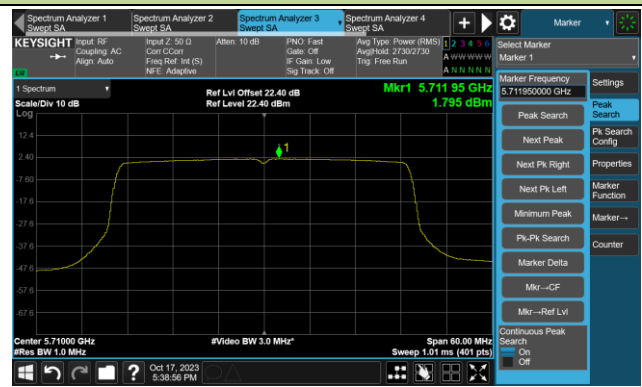 Spectrum Analyzer 1
Swept SA
Spectrum Analyzer 2
Swept SA
Spectrum Analyzer 3
Swept SA
Spectrum Analyzer 4
Swept SA
+
Marker
KEYSIGHT
Input: RF
Coupling: AC
Align: Auto
Input Z: 50 Ω
Corr CCorr
Freq Ref: Int (S)
NFE: Adaptive
Atten: 10 dB
PNO: Fast
Gate: Off
IF Gain: Low
Sig Track: Off
Avg Type: Power (RMS)
Avg|Hold: 2730/2730
Trig: Free Run
1 2 3 4 5 6
A W W W W W
A N N N N N
Select Marker
Marker 1
1 Spectrum
Scale/Div 10 dB
Log
Ref Lvl Offset 22.40 dB
Ref Level 22.40 dBm
Mkr1 5.711 95 GHz
1.795 dBm
12.4
2.40
-7.60
-17.6
-27.6
-37.6
-47.6
-57.6
-67.6
1
Center 5.71000 GHz
#Res BW 1.0 MHz
#Video BW 3.0 MHz*
Span 60.00 MHz
Sweep 1.01 ms (401 pts)
Marker Frequency
5.711950000 GHz
Peak Search
Next Peak
Next Pk Right
Next Pk Left
Minimum Peak
Pk-Pk Search
Marker Delta
Mkr→CF
Mkr→Ref Lvl
Continuous Peak
Search
On
Off
Settings
Peak
Search
Pk Search
Config
Properties
Marker
Function
Marker→
Counter
?
Oct 17, 2023
5:38:56 PM